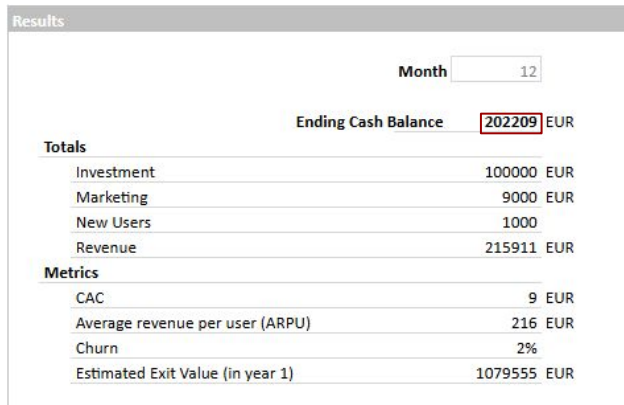 Results
Month 12
Ending Cash Balance 202209 EUR
Totals
Investment 100000 EUR
Marketing 9000 EUR
New Users 1000
Revenue 215911 EUR
Metrics
CAC 9 EUR
Average revenue per user (ARPU) 216 EUR
Churn 2%
Estimated Exit Value (in year 1) 1079555 EUR